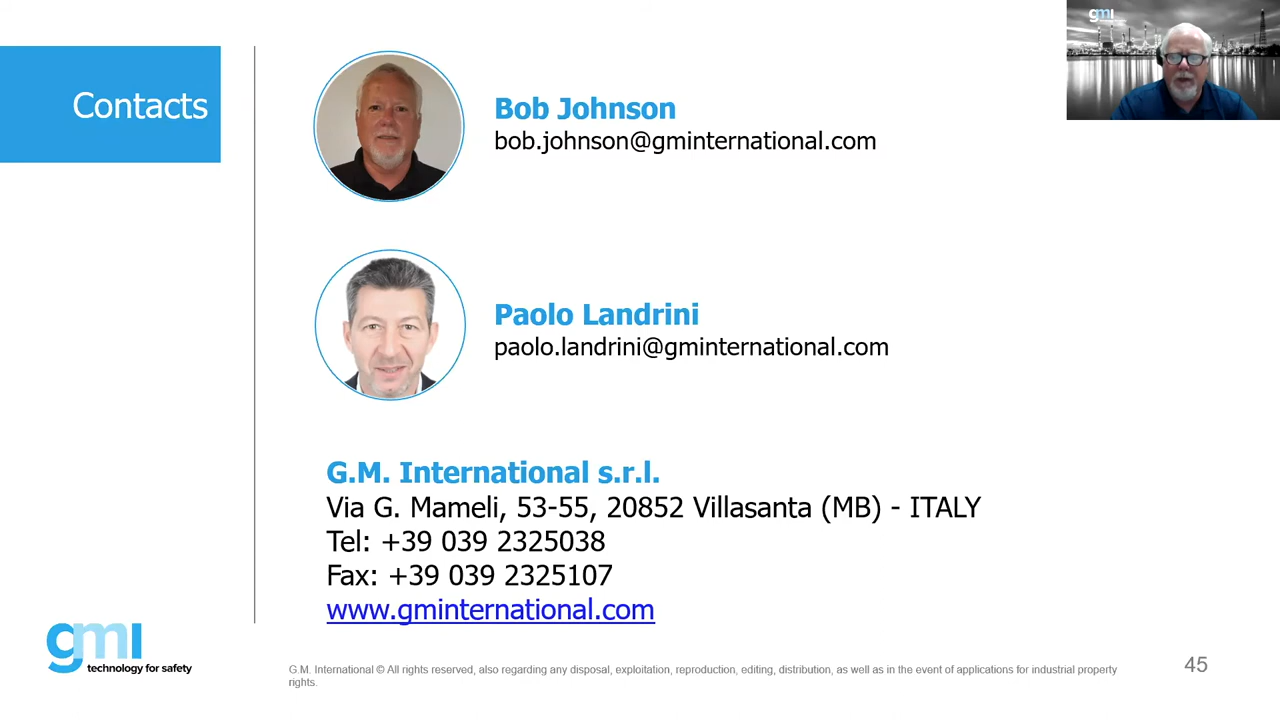 gmi
Contacts
Bob Johnson
bob.johnson@gminternational.com
Paolo Landrini
paolo.landrini@gminternational.com
G.M. International s.r.l.
Via G. Mameli, 53-55, 20852 Villasanta (MB) - ITALY
Tel: +39 039 2325038
Fax: +39 039 2325107
www.gminternational.com
gmi
technology for safety
G.M. International © All rights reserved, also regarding any disposal, exploitation, reproduction, editing, distribution, as well as in the event of applications for industrial property
rights.
45